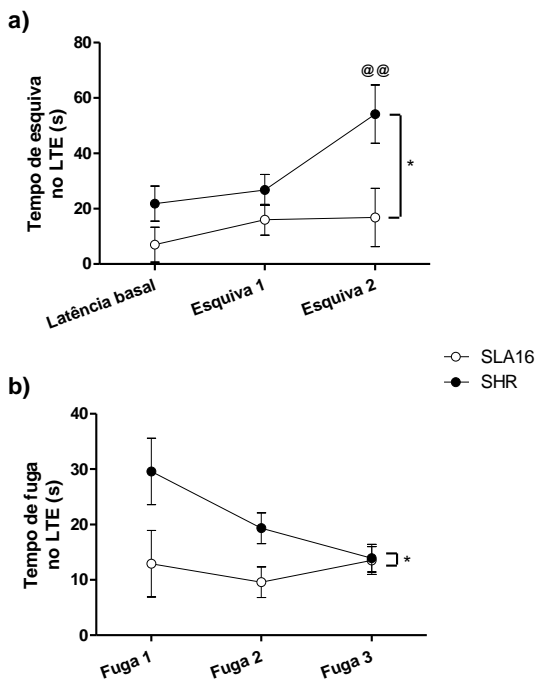 a)
Tempo de esquiva
no LTE (s)
80
60
40
20
0
@@
*
Latência basal
Esquiva 1
Esquiva 2
SLA16
SHR
b)
Tempo de fuga
no LTE (s)
40
30
20
10
0
*
Fuga 1
Fuga 2
Fuga 3